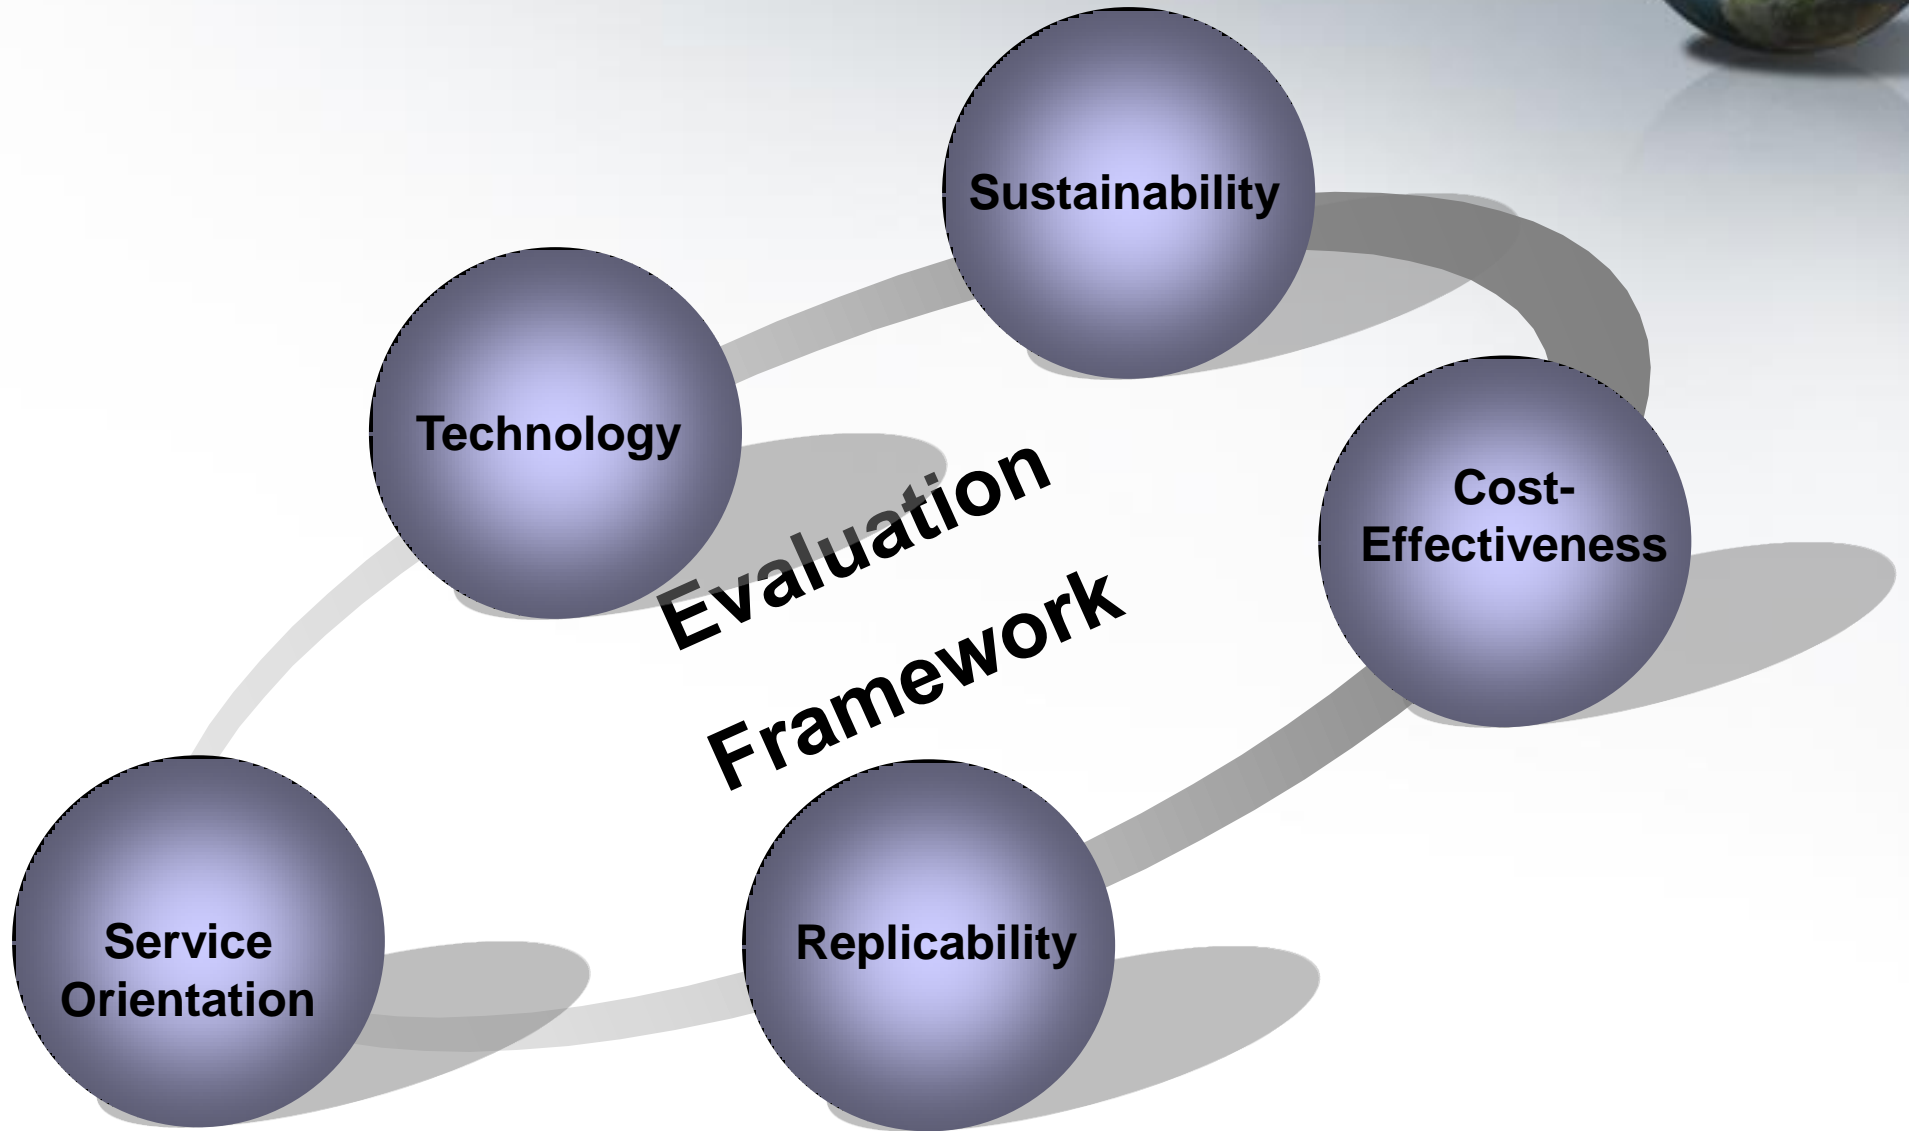 Sustainability
Technology
Cost-
Effectiveness
Evaluation
Framework
Service
Orientation
Replicability